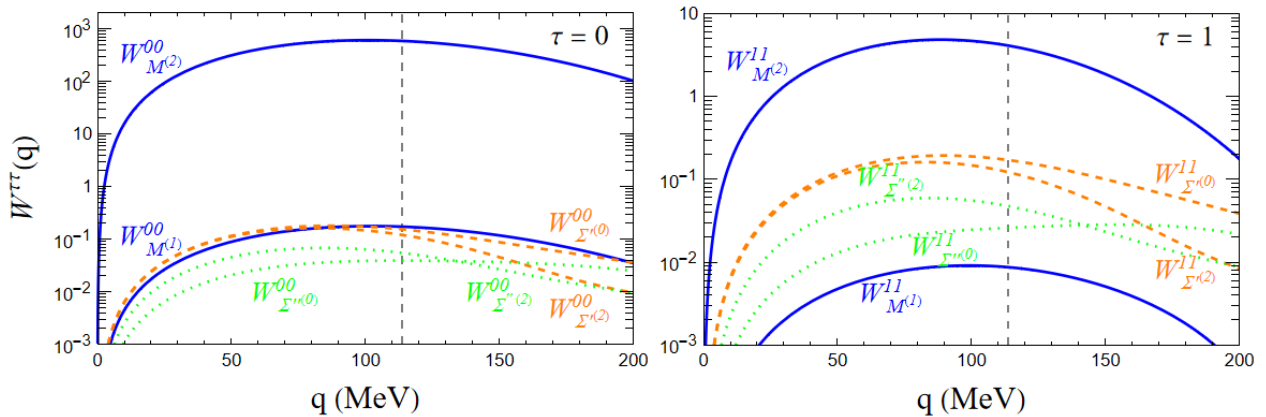 W^{ττ}(q)
10^3
10^2
10
1
10^{-1}
10^{-2}
10^{-3}
W^{00}_{M^{(2)}}
τ = 0
W^{00}_{M^{(1)}}
W^{00}_{Σ'^{(0)}}
W^{00}_{Σ''^{(0)}}
W^{00}_{Σ''^{(2)}}
W^{00}_{Σ'^{(2)}}
0 50 100 150 200
q (MeV)
10
1
0.1
10^{-2}
10^{-3}
W^{11}_{M^{(2)}}
τ = 1
W^{11}_{Σ''^{(2)}}
W^{11}_{Σ'^{(0)}}
W^{11}_{Σ''^{(0)}}
W^{11}_{Σ'^{(2)}}
W^{11}_{M^{(1)}}
0 50 100 150 200
q (MeV)